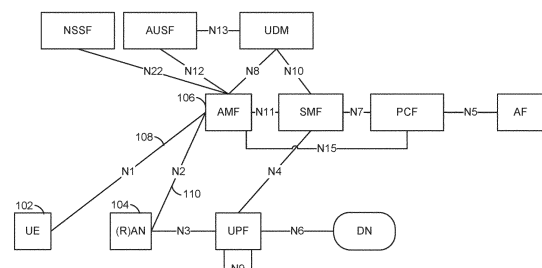 NSSF
AUSF
N13
UDM
N22
N12
N8
N10
106
AMF
N11
SMF
N7
PCF
N5
AF
108
N15
N1
N2
N4
110
102
UE
104
(R)AN
N3
UPF
N6
DN
N9